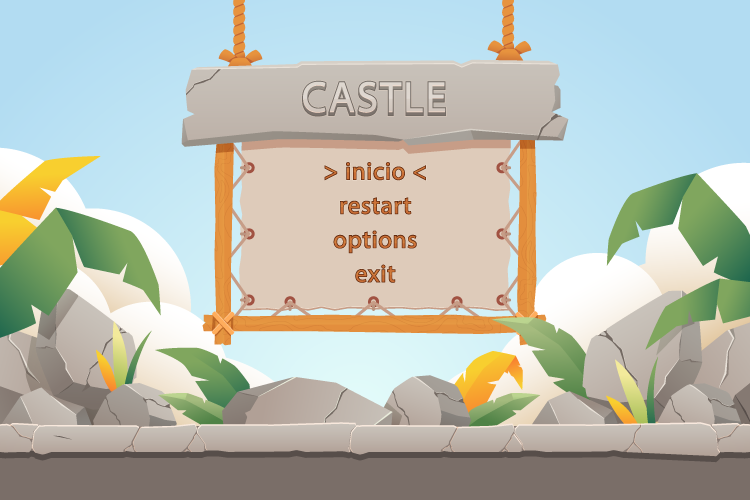 CASTLE
> inicio <
restart
options
exit